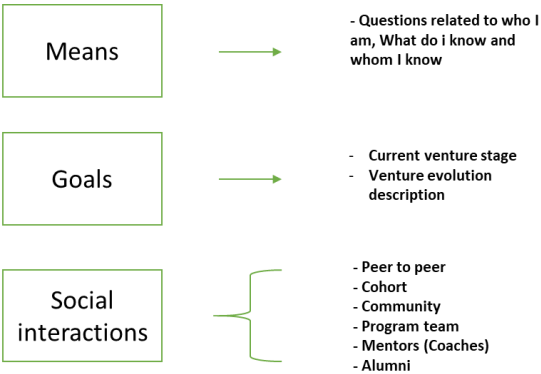 Means
- Questions related to who I
am, What do i know and
whom I know
Goals
- Current venture stage
- Venture evolution
description
Social
interactions
- Peer to peer
- Cohort
- Community
- Program team
- Mentors (Coaches)
- Alumni